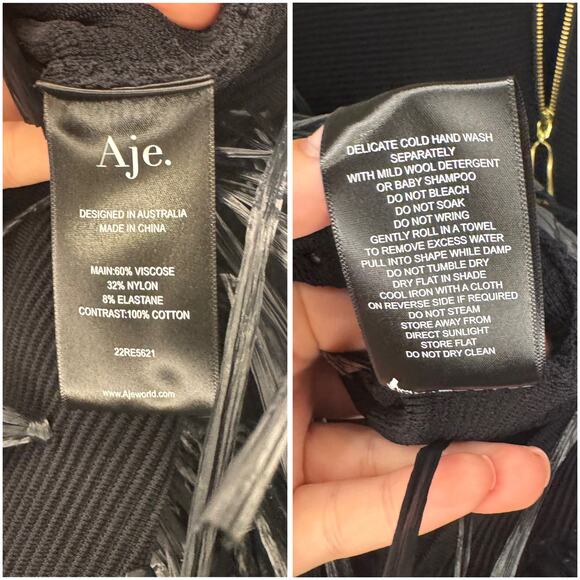 Aje.
DESIGNED IN AUSTRALIA
MADE IN CHINA
MAIN:60% VISCOSE
32% NYLON
8% ELASTANE
CONTRAST:100% COTTON
22RE5621
www.Ajeworld.com
DELICATE COLD HAND WASH
SEPARATELY
WITH MILD WOOL DETERGENT
OR BABY SHAMPOO
DO NOT BLEACH
DO NOT SOAK
DO NOT WRING
GENTLY ROLL IN A TOWEL
TO REMOVE EXCESS WATER
PULL INTO SHAPE WHILE DAMP
DO NOT TUMBLE DRY
DRY FLAT IN SHADE
COOL IRON WITH A CLOTH
ON REVERSE SIDE IF REQUIRED
DO NOT STEAM
STORE AWAY FROM
DIRECT SUNLIGHT
STORE FLAT
DO NOT DRY CLEAN